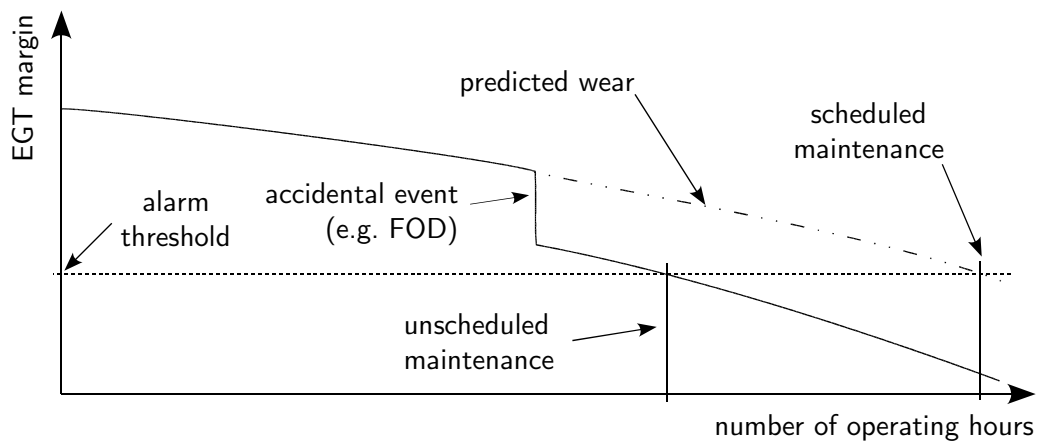 EGT margin
predicted wear
scheduled
maintenance
accidental event
(e.g. FOD)
alarm
threshold
unscheduled
maintenance
number of operating hours